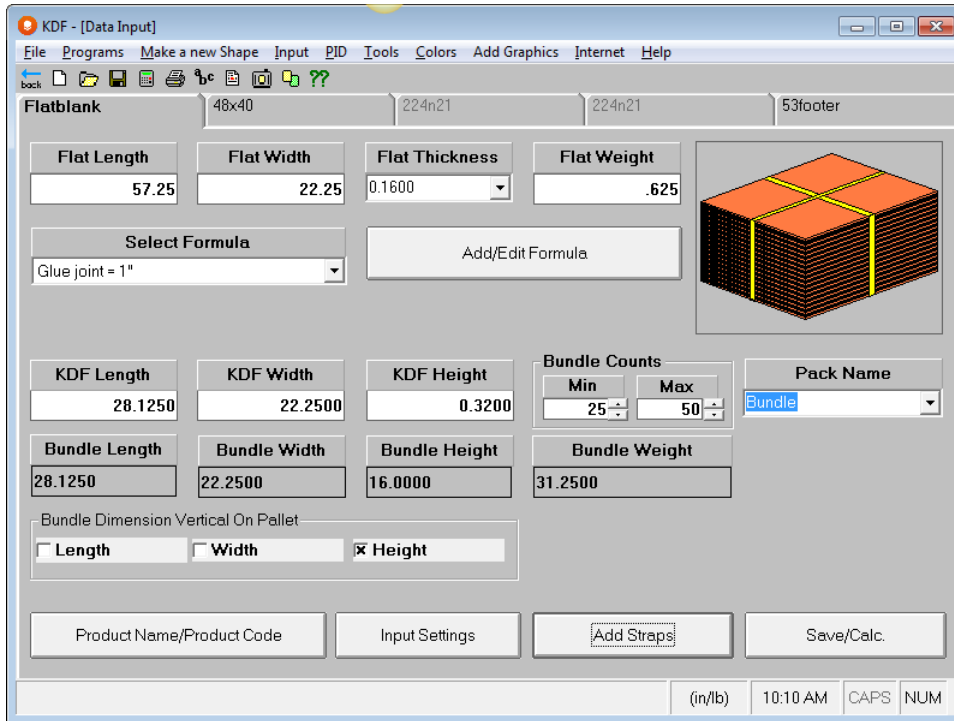 KDF - [Data Input]
File Programs Make a new Shape Input PID Tools Colors Add Graphics Internet Help
back abc ??
Flatblank 48x40 224n21 224n21 53footer
Flat Length Flat Width Flat Thickness Flat Weight
57.25 22.25 0.1600 .625
Select Formula
Glue joint = 1"
Add/Edit Formula
KDF Length KDF Width KDF Height Bundle Counts Pack Name
Min Max
28.1250 22.2500 0.3200 25 50 Bundle
Bundle Length Bundle Width Bundle Height Bundle Weight
28.1250 22.2500 16.0000 31.2500
Bundle Dimension Vertical On Pallet
Length Width Height
Product Name/Product Code Input Settings Add Straps Save/Calc.
(in/lb) 10:10 AM CAPS NUM